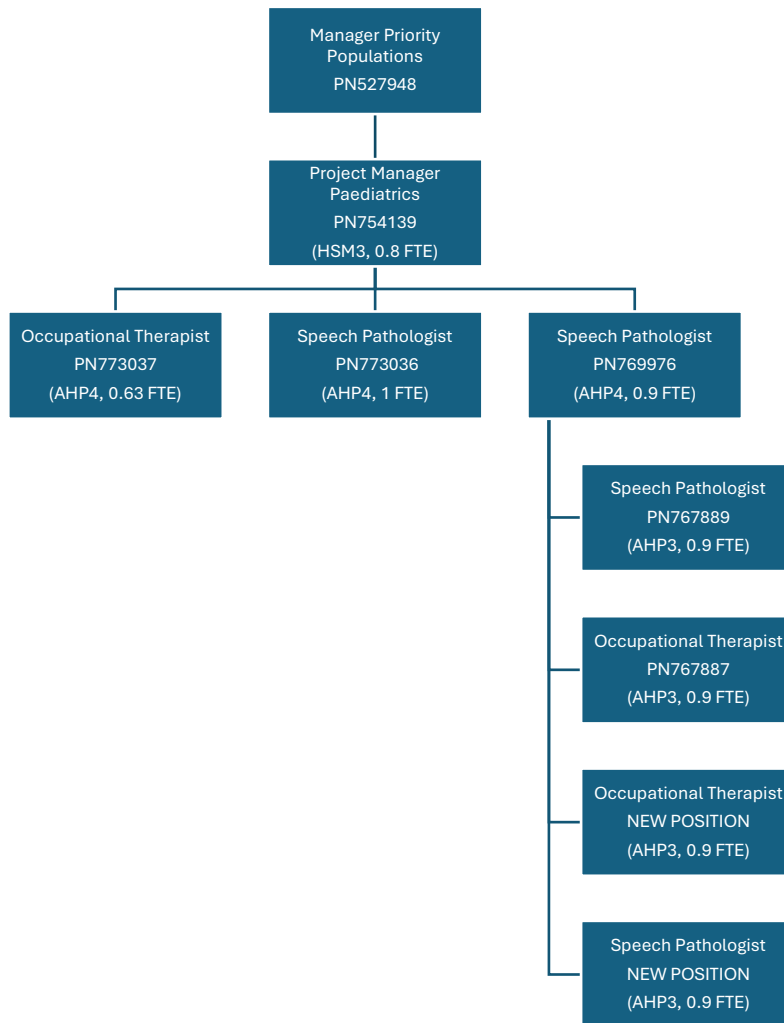 Manager Priority
Populations
PN527948
Project Manager
Paediatrics
PN754139
(HSM3, 0.8 FTE)
Occupational Therapist
PN773037
(AHP4, 0.63 FTE)
Speech Pathologist
PN773036
(AHP4, 1 FTE)
Speech Pathologist
PN769976
(AHP4, 0.9 FTE)
Speech Pathologist
PN767889
(AHP3, 0.9 FTE)
Occupational Therapist
PN767887
(AHP3, 0.9 FTE)
Occupational Therapist
NEW POSITION
(AHP3, 0.9 FTE)
Speech Pathologist
NEW POSITION
(AHP3, 0.9 FTE)